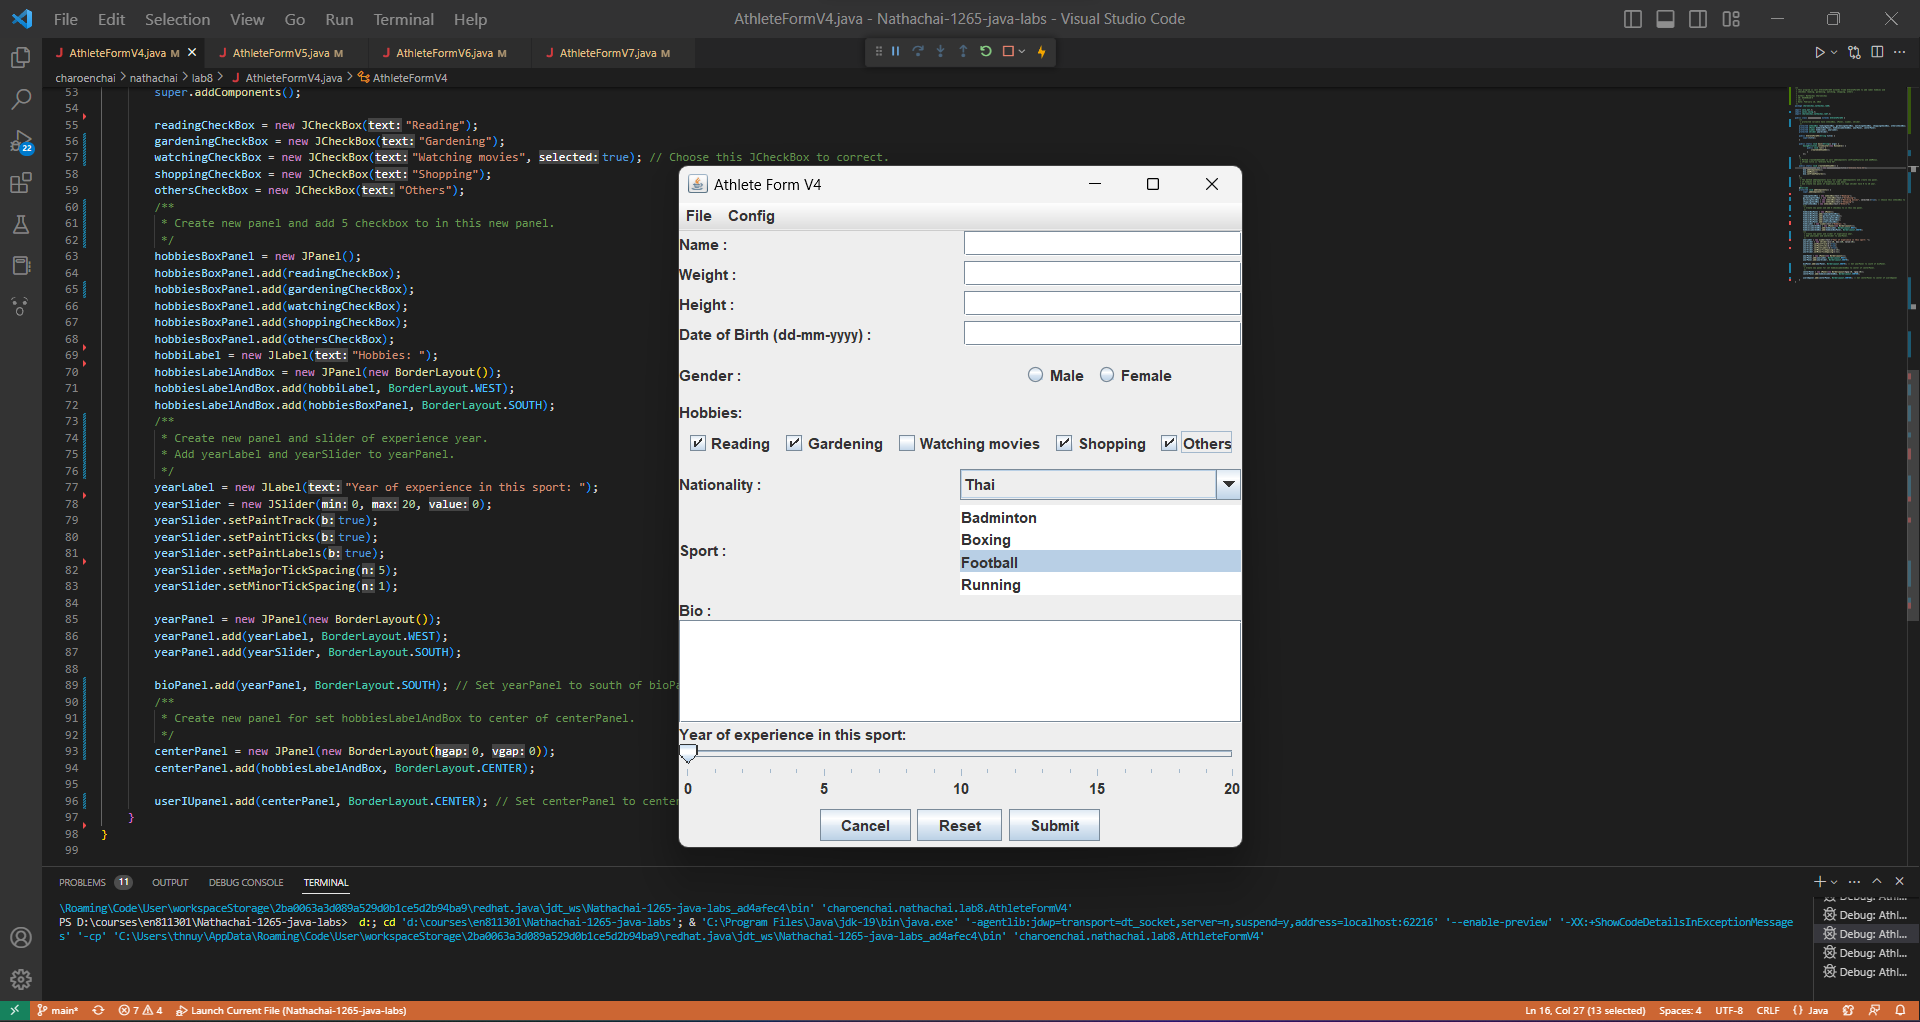 File Edit Selection View Go Run Terminal Help
AthleteFormV4.java - Nathachai-1265-java-labs - Visual Studio Code
AthleteFormV4.java M
AthleteFormV5.java M
AthleteFormV6.java M
AthleteFormV7.java M
charoenchai > nathachai > lab8 > AthleteFormV4.java > AthleteFormV4
53 super.addComponents();
54
55 readingCheckBox = new JCheckBox(text: "Reading");
56 gardeningCheckBox = new JCheckBox(text: "Gardening");
57 watchingCheckBox = new JCheckBox(text: "Watching movies", selected: true); // Choose this JCheckBox to correct.
58 shoppingCheckBox = new JCheckBox(text: "Shopping");
59 othersCheckBox = new JCheckBox(text: "Others");
60 /**
61 * Create new panel and add 5 checkbox to in this new panel.
62 */
63 hobbiesBoxPanel = new JPanel();
64 hobbiesBoxPanel.add(readingCheckBox);
65 hobbiesBoxPanel.add(gardeningCheckBox);
66 hobbiesBoxPanel.add(watchingCheckBox);
67 hobbiesBoxPanel.add(shoppingCheckBox);
68 hobbiesBoxPanel.add(othersCheckBox);
69 hobbiLabel = new JLabel(text: "Hobbies: ");
70 hobbiesLabelAndBox = new JPanel(new BorderLayout());
71 hobbiesLabelAndBox.add(hobbiLabel, BorderLayout.WEST);
72 hobbiesLabelAndBox.add(hobbiesBoxPanel, BorderLayout.SOUTH);
73 /**
74 * Create new panel and slider of experience year.
75 * Add yearLabel and yearSlider to yearPanel.
76 */
77 yearLabel = new JLabel(text: "Year of experience in this sport: ");
78 yearSlider = new JSlider(min: 0, max: 20, value: 0);
79 yearSlider.setPaintTrack(b: true);
80 yearSlider.setPaintTicks(b: true);
81 yearSlider.setPaintLabels(b: true);
82 yearSlider.setMajorTickSpacing(n: 5);
83 yearSlider.setMinorTickSpacing(n: 1);
84
85 yearPanel = new JPanel(new BorderLayout());
86 yearPanel.add(yearLabel, BorderLayout.WEST);
87 yearPanel.add(yearSlider, BorderLayout.SOUTH);
88
89 bioPanel.add(yearPanel, BorderLayout.SOUTH); // Set yearPanel to south of bioPa
90 /**
91 * Create new panel for set hobbiesLabelAndBox to center of centerPanel.
92 */
93 centerPanel = new JPanel(new BorderLayout(hgap: 0, vgap: 0));
94 centerPanel.add(hobbiesLabelAndBox, BorderLayout.CENTER);
95
96 userIUpanel.add(centerPanel, BorderLayout.CENTER); // Set centerPanel to center
97 }
98 }
99
Athlete Form V4
File Config
Name :
Weight :
Height :
Date of Birth (dd-mm-yyyy) :
Gender : Male Female
Hobbies:
Reading Gardening Watching movies Shopping Others
Nationality : Thai
Badminton
Boxing
Sport :
Football
Running
Bio :
Year of experience in this sport:
0 5 10 15 20
Cancel Reset Submit
22
PROBLEMS 11 OUTPUT DEBUG CONSOLE TERMINAL
\Roaming\Code\User\workspaceStorage\2ba0063a3d089a529d0b1ce5d2b94ba9\redhat.java\jdt_ws\Nathachai-1265-java-labs_ad4afec4\bin' 'charoenchai.nathachai.lab8.AthleteFormV4'
PS D:\courses\en811301\Nathachai-1265-java-labs> d:; cd 'd:\courses\en811301\Nathachai-1265-java-labs'; & 'C:\Program Files\Java\jdk-19\bin\java.exe' '-agentlib:jdwp=transport=dt_socket,server=n,suspend=y,address=localhost:62216' '--enable-preview' '-XX:+ShowCodeDetailsInExceptionMessage
s' '-cp' 'C:\Users\thnuy\AppData\Roaming\Code\User\workspaceStorage\2ba0063a3d089a529d0b1ce5d2b94ba9\redhat.java\jdt_ws\Nathachai-1265-java-labs_ad4afec4\bin' 'charoenchai.nathachai.lab8.AthleteFormV4'
Debug: Athl...
Debug: Athl...
Debug: Athl...
Debug: Athl...
main* 7 4 Launch Current File (Nathachai-1265-java-labs)
Ln 16, Col 27 (13 selected) Spaces: 4 UTF-8 CRLF {} Java